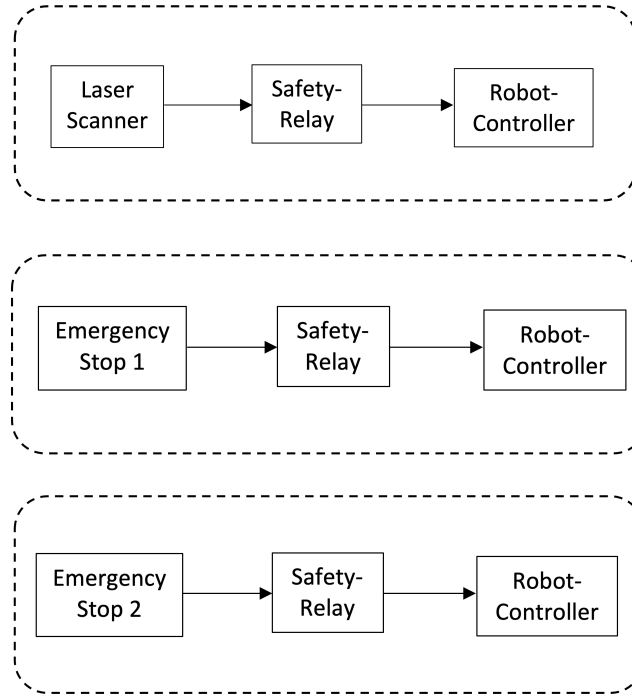 Laser
Scanner
Safety-
Relay
Robot-
Controller
Emergency
Stop 1
Safety-
Relay
Robot-
Controller
Emergency
Stop 2
Safety-
Relay
Robot-
Controller